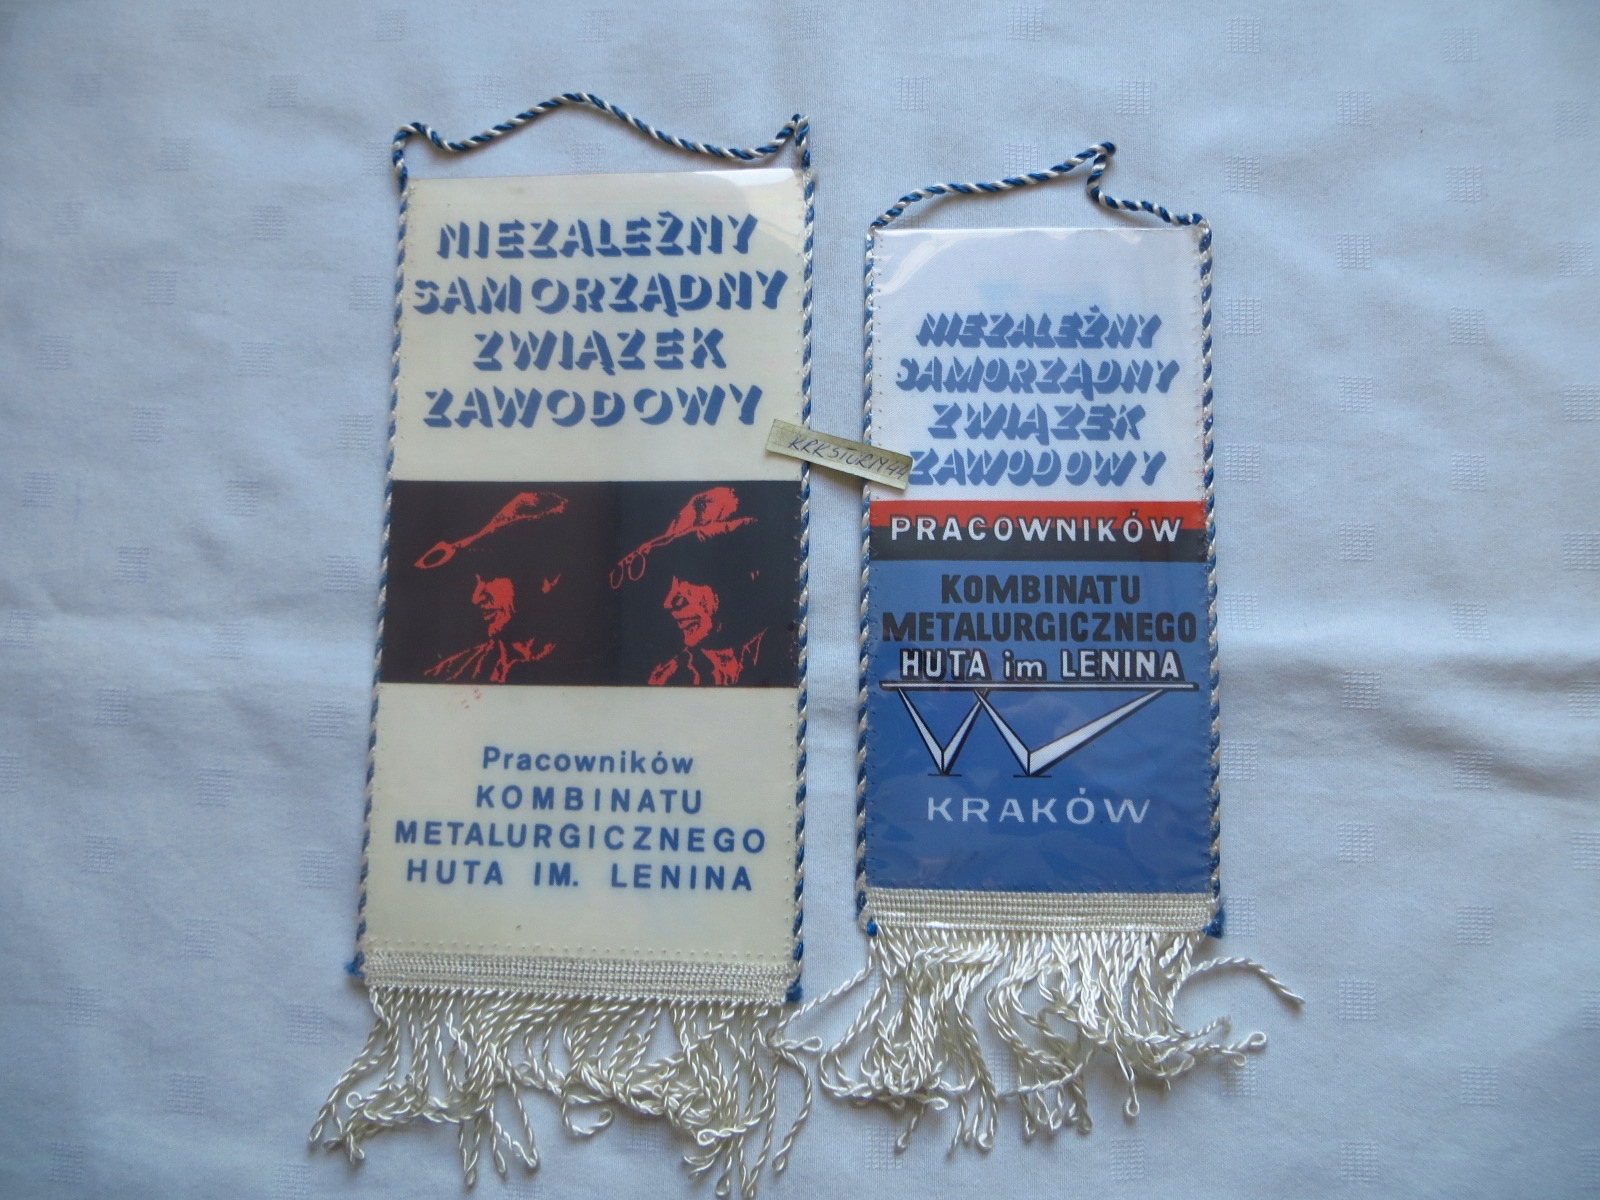 NIEZALEŻNY
SAMORZĄDNY
ZWIĄZEK
ZAWODOWY
Pracowników
KOMBINATU
METALURGICZNEGO
HUTA IM. LENINA
KRKSTURM44
NIEZALEŻNY
SAMORZĄDNY
ZWIĄZEK
ZAWODOWY
PRACOWNIKÓW
KOMBINATU
METALURGICZNEGO
HUTA im LENINA
KRAKÓW